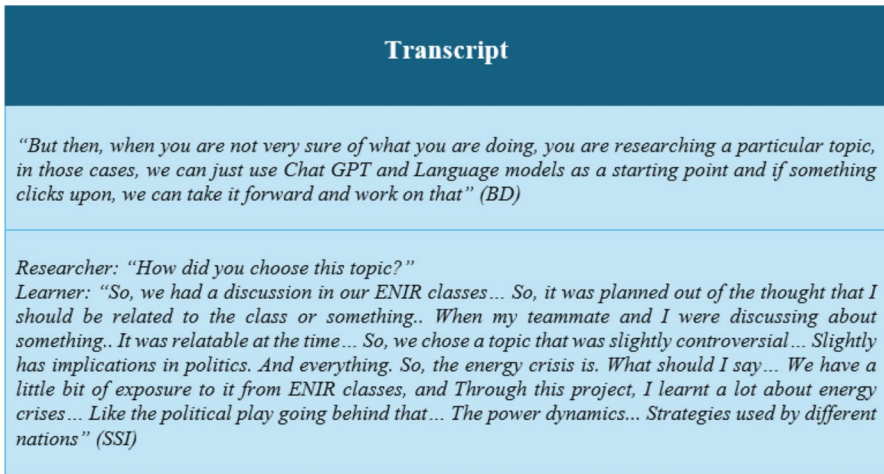 Transcript
“But then, when you are not very sure of what you are doing, you are researching a particular topic,
in those cases, we can just use Chat GPT and Language models as a starting point and if something
clicks upon, we can take it forward and work on that” (BD)
Researcher: “How did you choose this topic?”
Learner: “So, we had a discussion in our ENIR classes… So, it was planned out of the thought that I
should be related to the class or something.. When my teammate and I were discussing about
something.. It was relatable at the time… So, we chose a topic that was slightly controversial… Slightly
has implications in politics. And everything. So, the energy crisis is. What should I say… We have a
little bit of exposure to it from ENIR classes, and Through this project, I learnt a lot about energy
crises… Like the political play going behind that… The power dynamics... Strategies used by different
nations” (SSI)